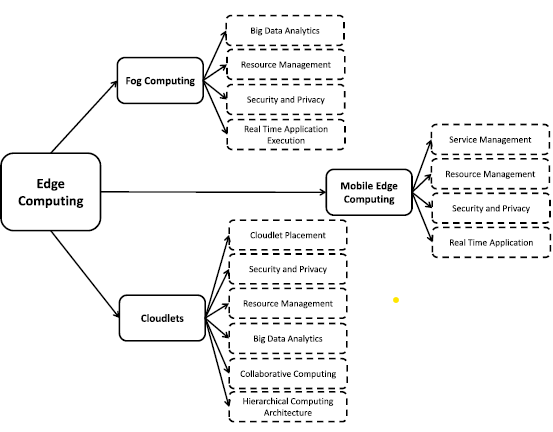 Big Data Analytics
Resource Management
Fog Computing
Security and Privacy
Real Time Application
Execution
Edge
Computing
Mobile Edge
Computing
Service Management
Resource Management
Security and Privacy
Real Time Application
Cloudlets
Cloudlet Placement
Security and Privacy
Resource Management
Big Data Analytics
Collaborative Computing
Hierarchical Computing
Architecture